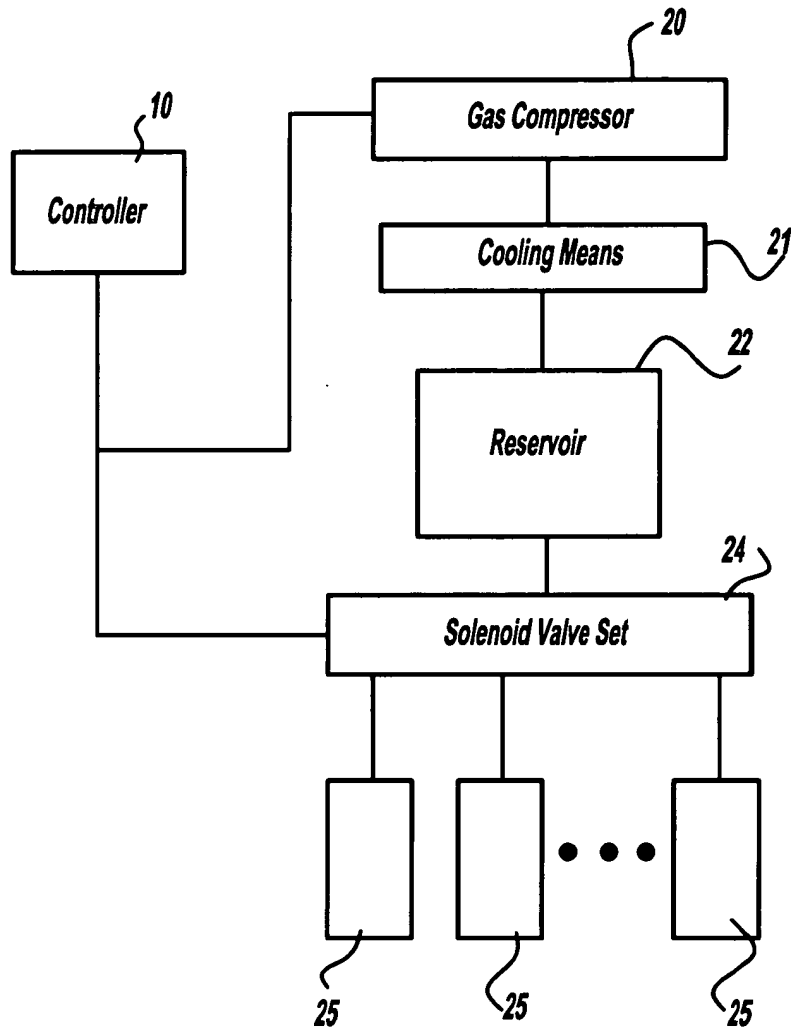 20
10
Gas Compressor
Controller
Cooling Means
21
22
Reservoir
24
Solenoid Valve Set
25
25
25